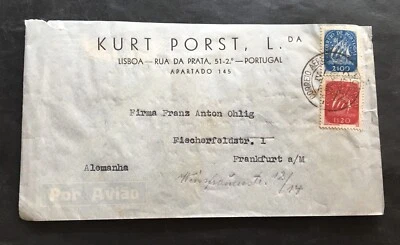 KURT PORST, L.DA
LISBOA — RUA DA PRATA, 51-2.º — PORTUGAL
APARTADO 145
2$00
1$20
Firma Franz Anton Ohlig
Fischerfeldstr. 1
Frankfurt a/M
Alemanha
Por Avião